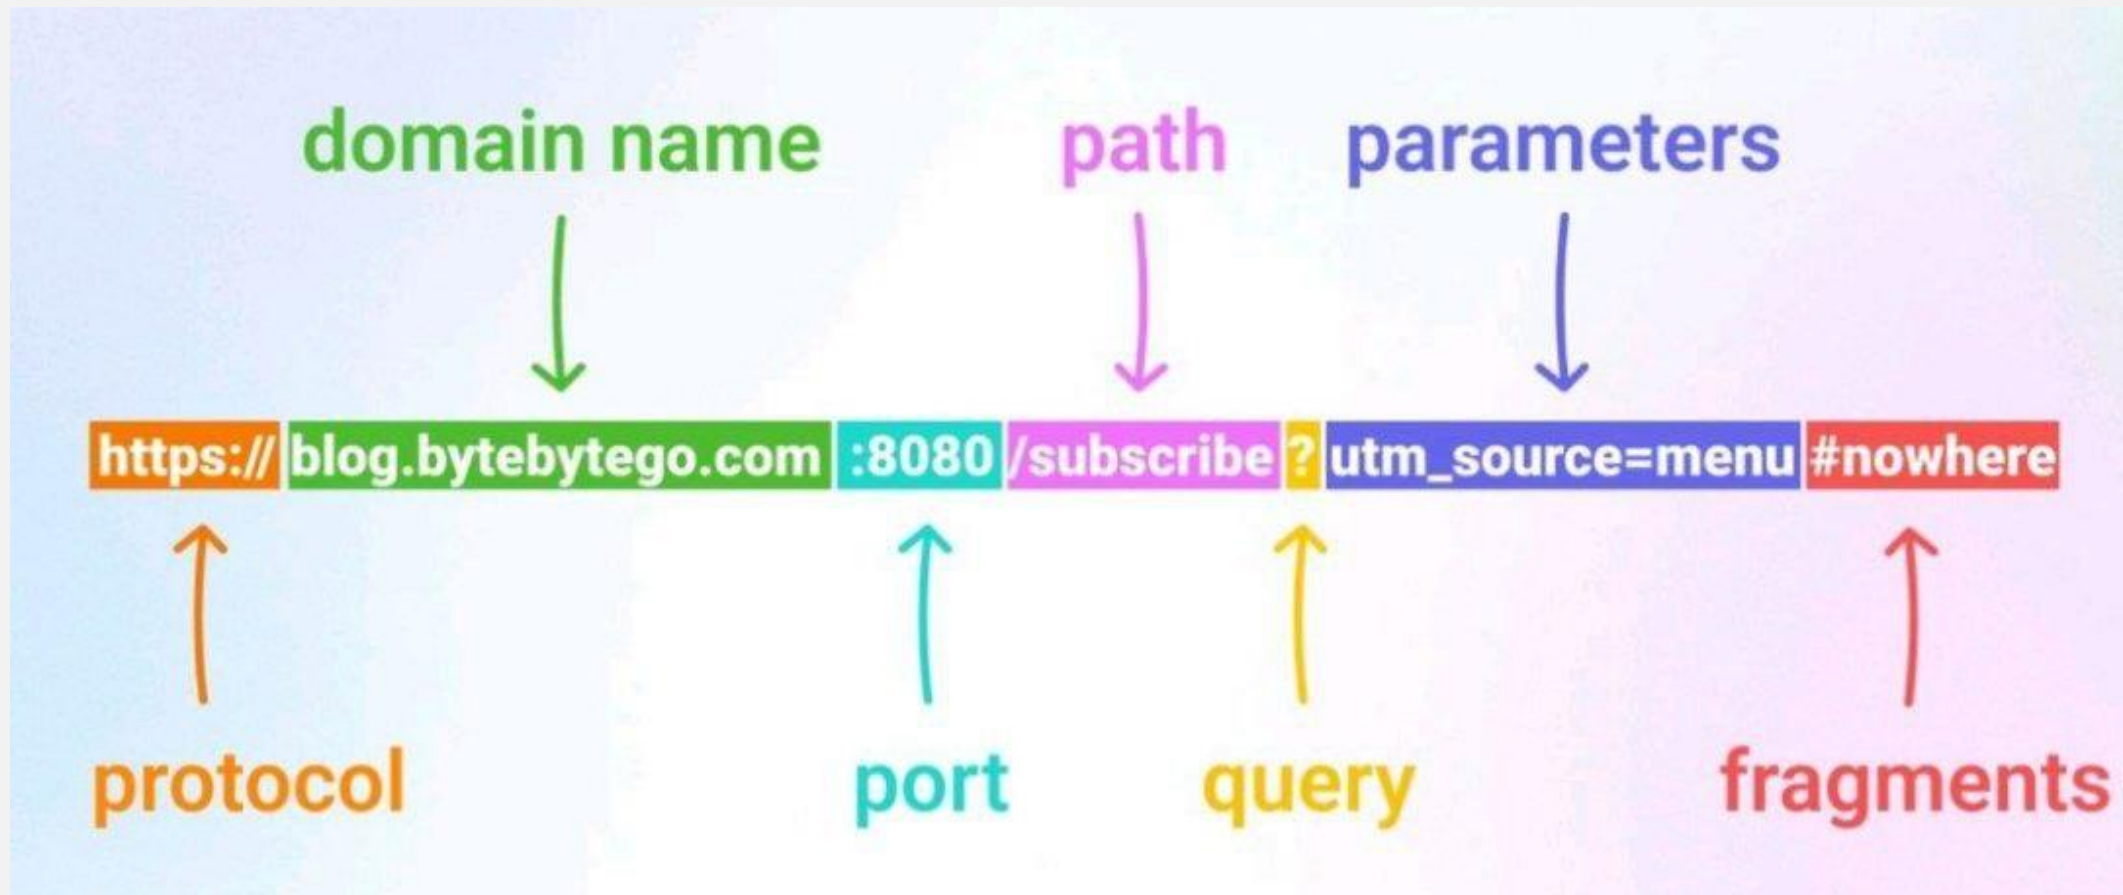 domain name path parameters
https:// blog.bytebytego.com :8080 /subscribe ? utm_source=menu #nowhere
protocol port query fragments